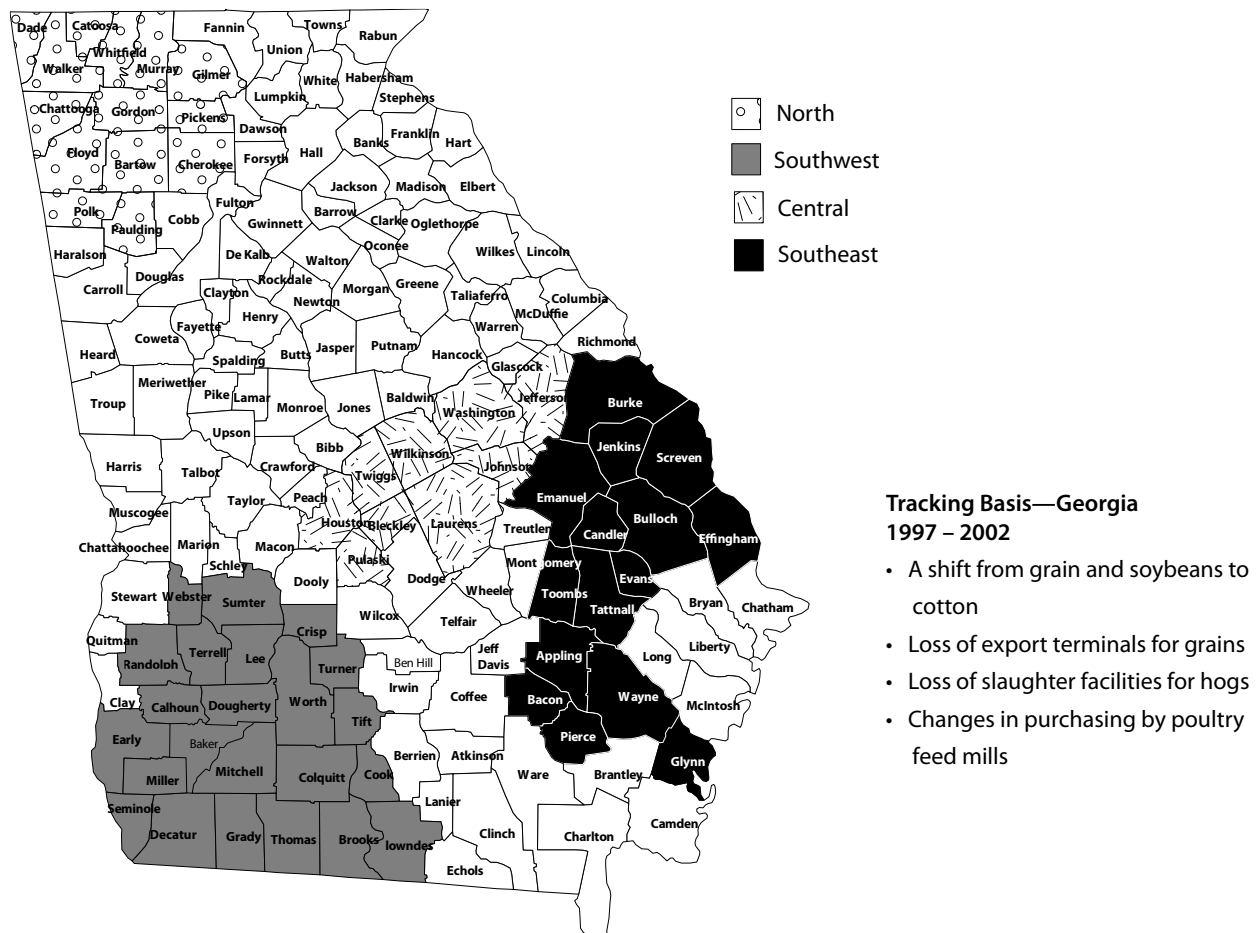 Dade
Catoosa
Fannin
Towns
Rabun
Union
Whitfield
Walker
Murray
Gilmer
White
Habersham
Lumpkin
Stephens
Chattooga
Gordon
Pickens
Dawson
Franklin
Banks
Hart
Floyd
Bartow
Cherokee
Forsyth
Hall
Jackson
Madison
Elbert
Polk
Paulding
Cobb
Fulton
Gwinnett
Barrow
Clarke
Oglethorpe
Oconee
Haralson
De Kalb
Walton
Wilkes
Lincoln
Carroll
Douglas
Clayton
Rockdale
Newton
Morgan
Greene
Taliaferro
Columbia
McDuffie
Fayette
Henry
Warren
Coweta
Heard
Spalding
Butts
Jasper
Putnam
Hancock
Glascock
Richmond
Troup
Meriwether
Pike
Lamar
Monroe
Jones
Baldwin
Washington
Jefferson
Burke
Upson
Bibb
Wilkinson
Jenkins
Screven
Harris
Talbot
Crawford
Twiggs
Johnson
Taylor
Peach
Emanuel
Muscogee
Houston
Bleckley
Laurens
Treutlen
Candler
Bulloch
Effingham
Chattahoochee
Marion
Macon
Schley
Pulaski
Dooly
Dodge
Montgomery
Wheeler
Toombs
Evans
Tattnall
Stewart
Webster
Sumter
Wilcox
Telfair
Bryan
Chatham
Quitman
Crisp
Randolph
Terrell
Lee
Turner
Ben Hill
Jeff
Davis
Appling
Long
Liberty
Clay
Calhoun
Dougherty
Worth
Tift
Irwin
Coffee
Bacon
Wayne
McIntosh
Early
Baker
Pierce
Berrien
Atkinson
Miller
Mitchell
Colquitt
Cook
Ware
Brantley
Glynn
Seminole
Lanier
Decatur
Grady
Thomas
Brooks
lowndes
Clinch
Charlton
Camden
Echols
North
Southwest
Central
Southeast
Tracking Basis—Georgia
1997 – 2002
• A shift from grain and soybeans to
cotton
• Loss of export terminals for grains
• Loss of slaughter facilities for hogs
• Changes in purchasing by poultry
feed mills